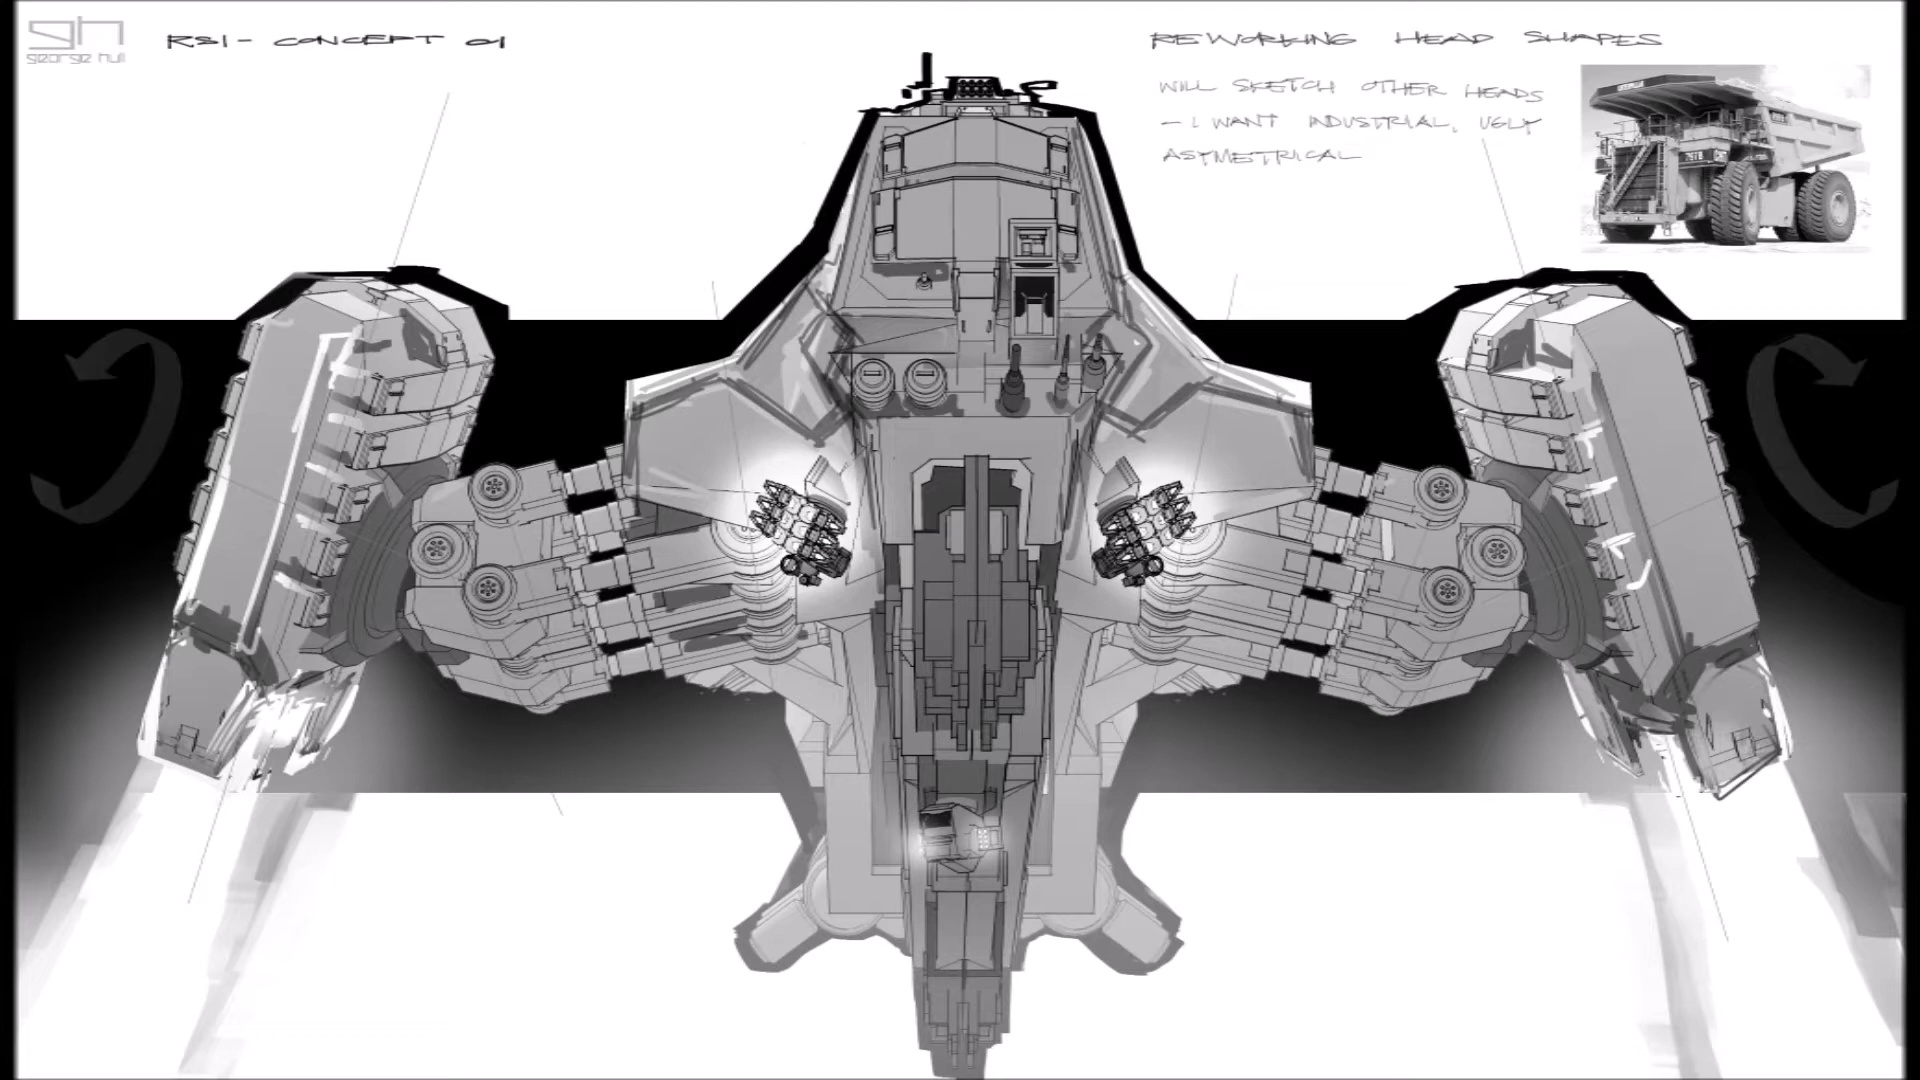 gh
george hull
RSI - CONCEPT 01
REWORKING HEAD SHAPES
WILL SKETCH OTHER HEADS
- I WANT INDUSTRIAL, UGLY
ASYMETRICAL